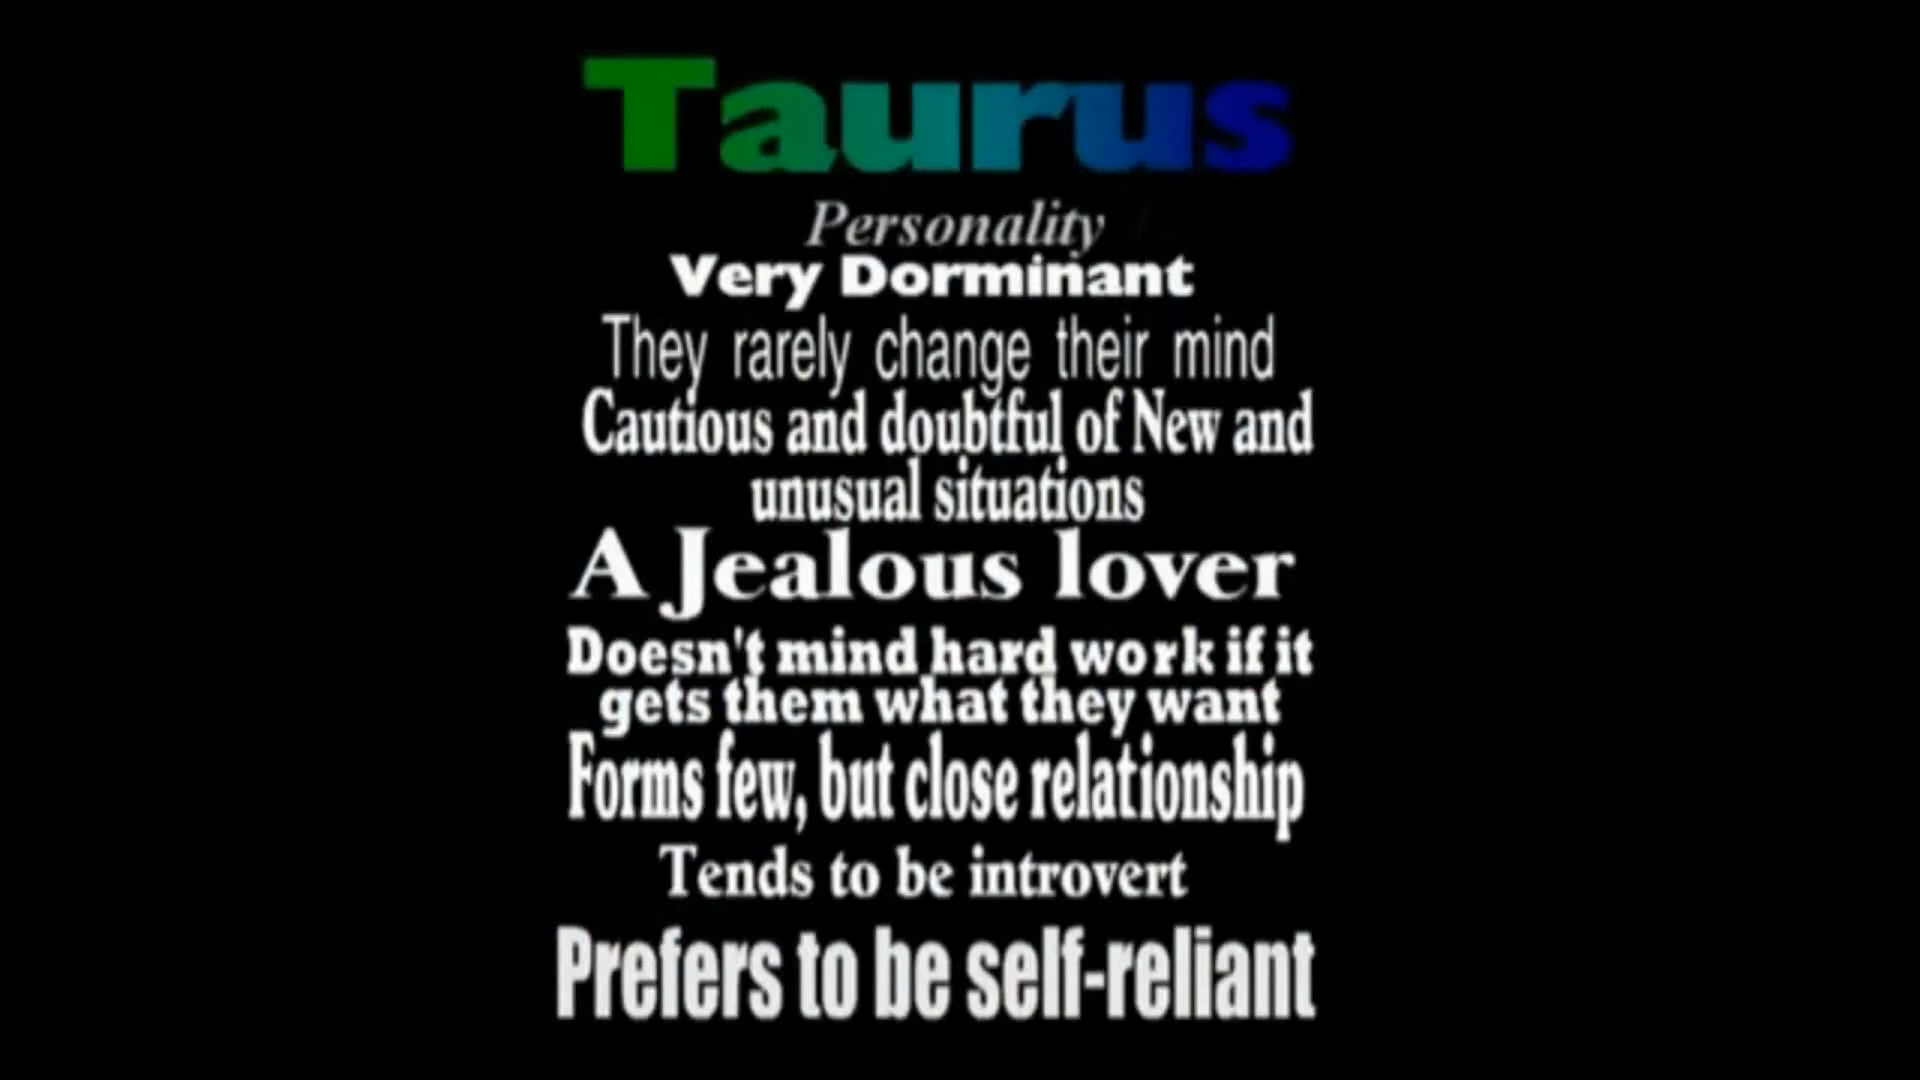 Taurus
Personality
Very Dorminant
They rarely change their mind
Cautious and doubtful of New and
unusual situations
A Jealous lover
Doesn't mind hard work if it
gets them what they want
Forms few, but close relationship
Tends to be introvert
Prefers to be self-reliant